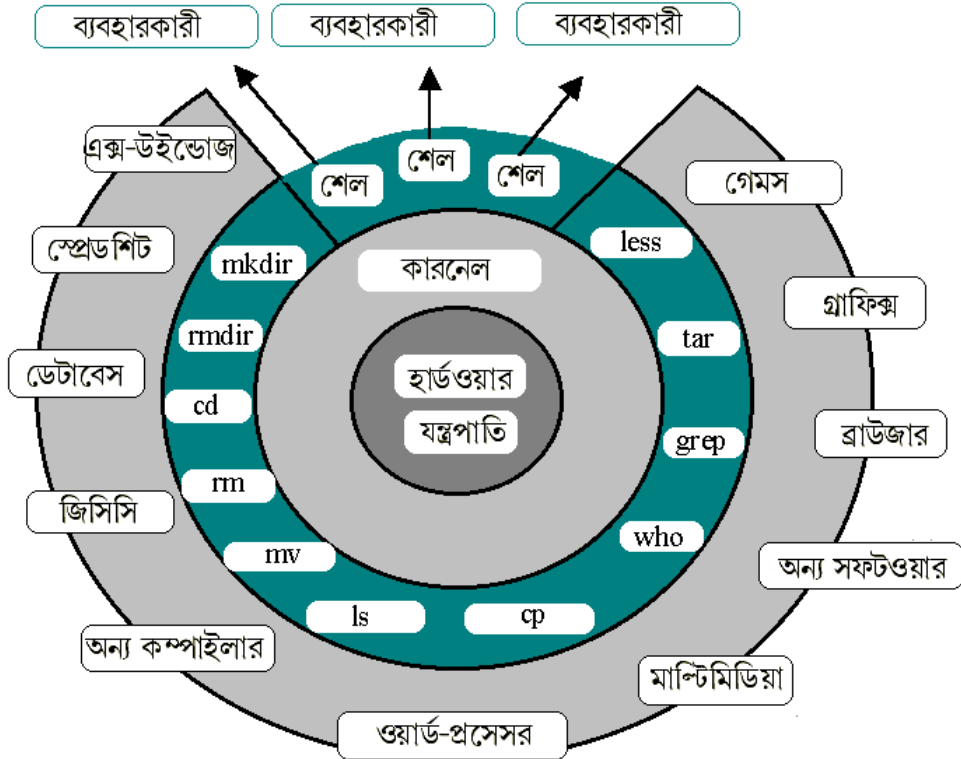 ব্যবহারকারী ব্যবহারকারী ব্যবহারকারী
এক্স-উইন্ডোজ
শেল
শেল
শেল
গেমস
স্প্রেডশিট
mkdir
কারনেল
less
গ্রাফিক্স
rmdir
tar
ডেটাবেস
cd
হার্ডওয়ার
যন্ত্রপাতি
grep
ব্রাউজার
জিসিসি
rm
who
mv
অন্য সফটওয়ার
ls
cp
অন্য কম্পাইলার
মাল্টিমিডিয়া
ওয়ার্ড-প্রসেসর